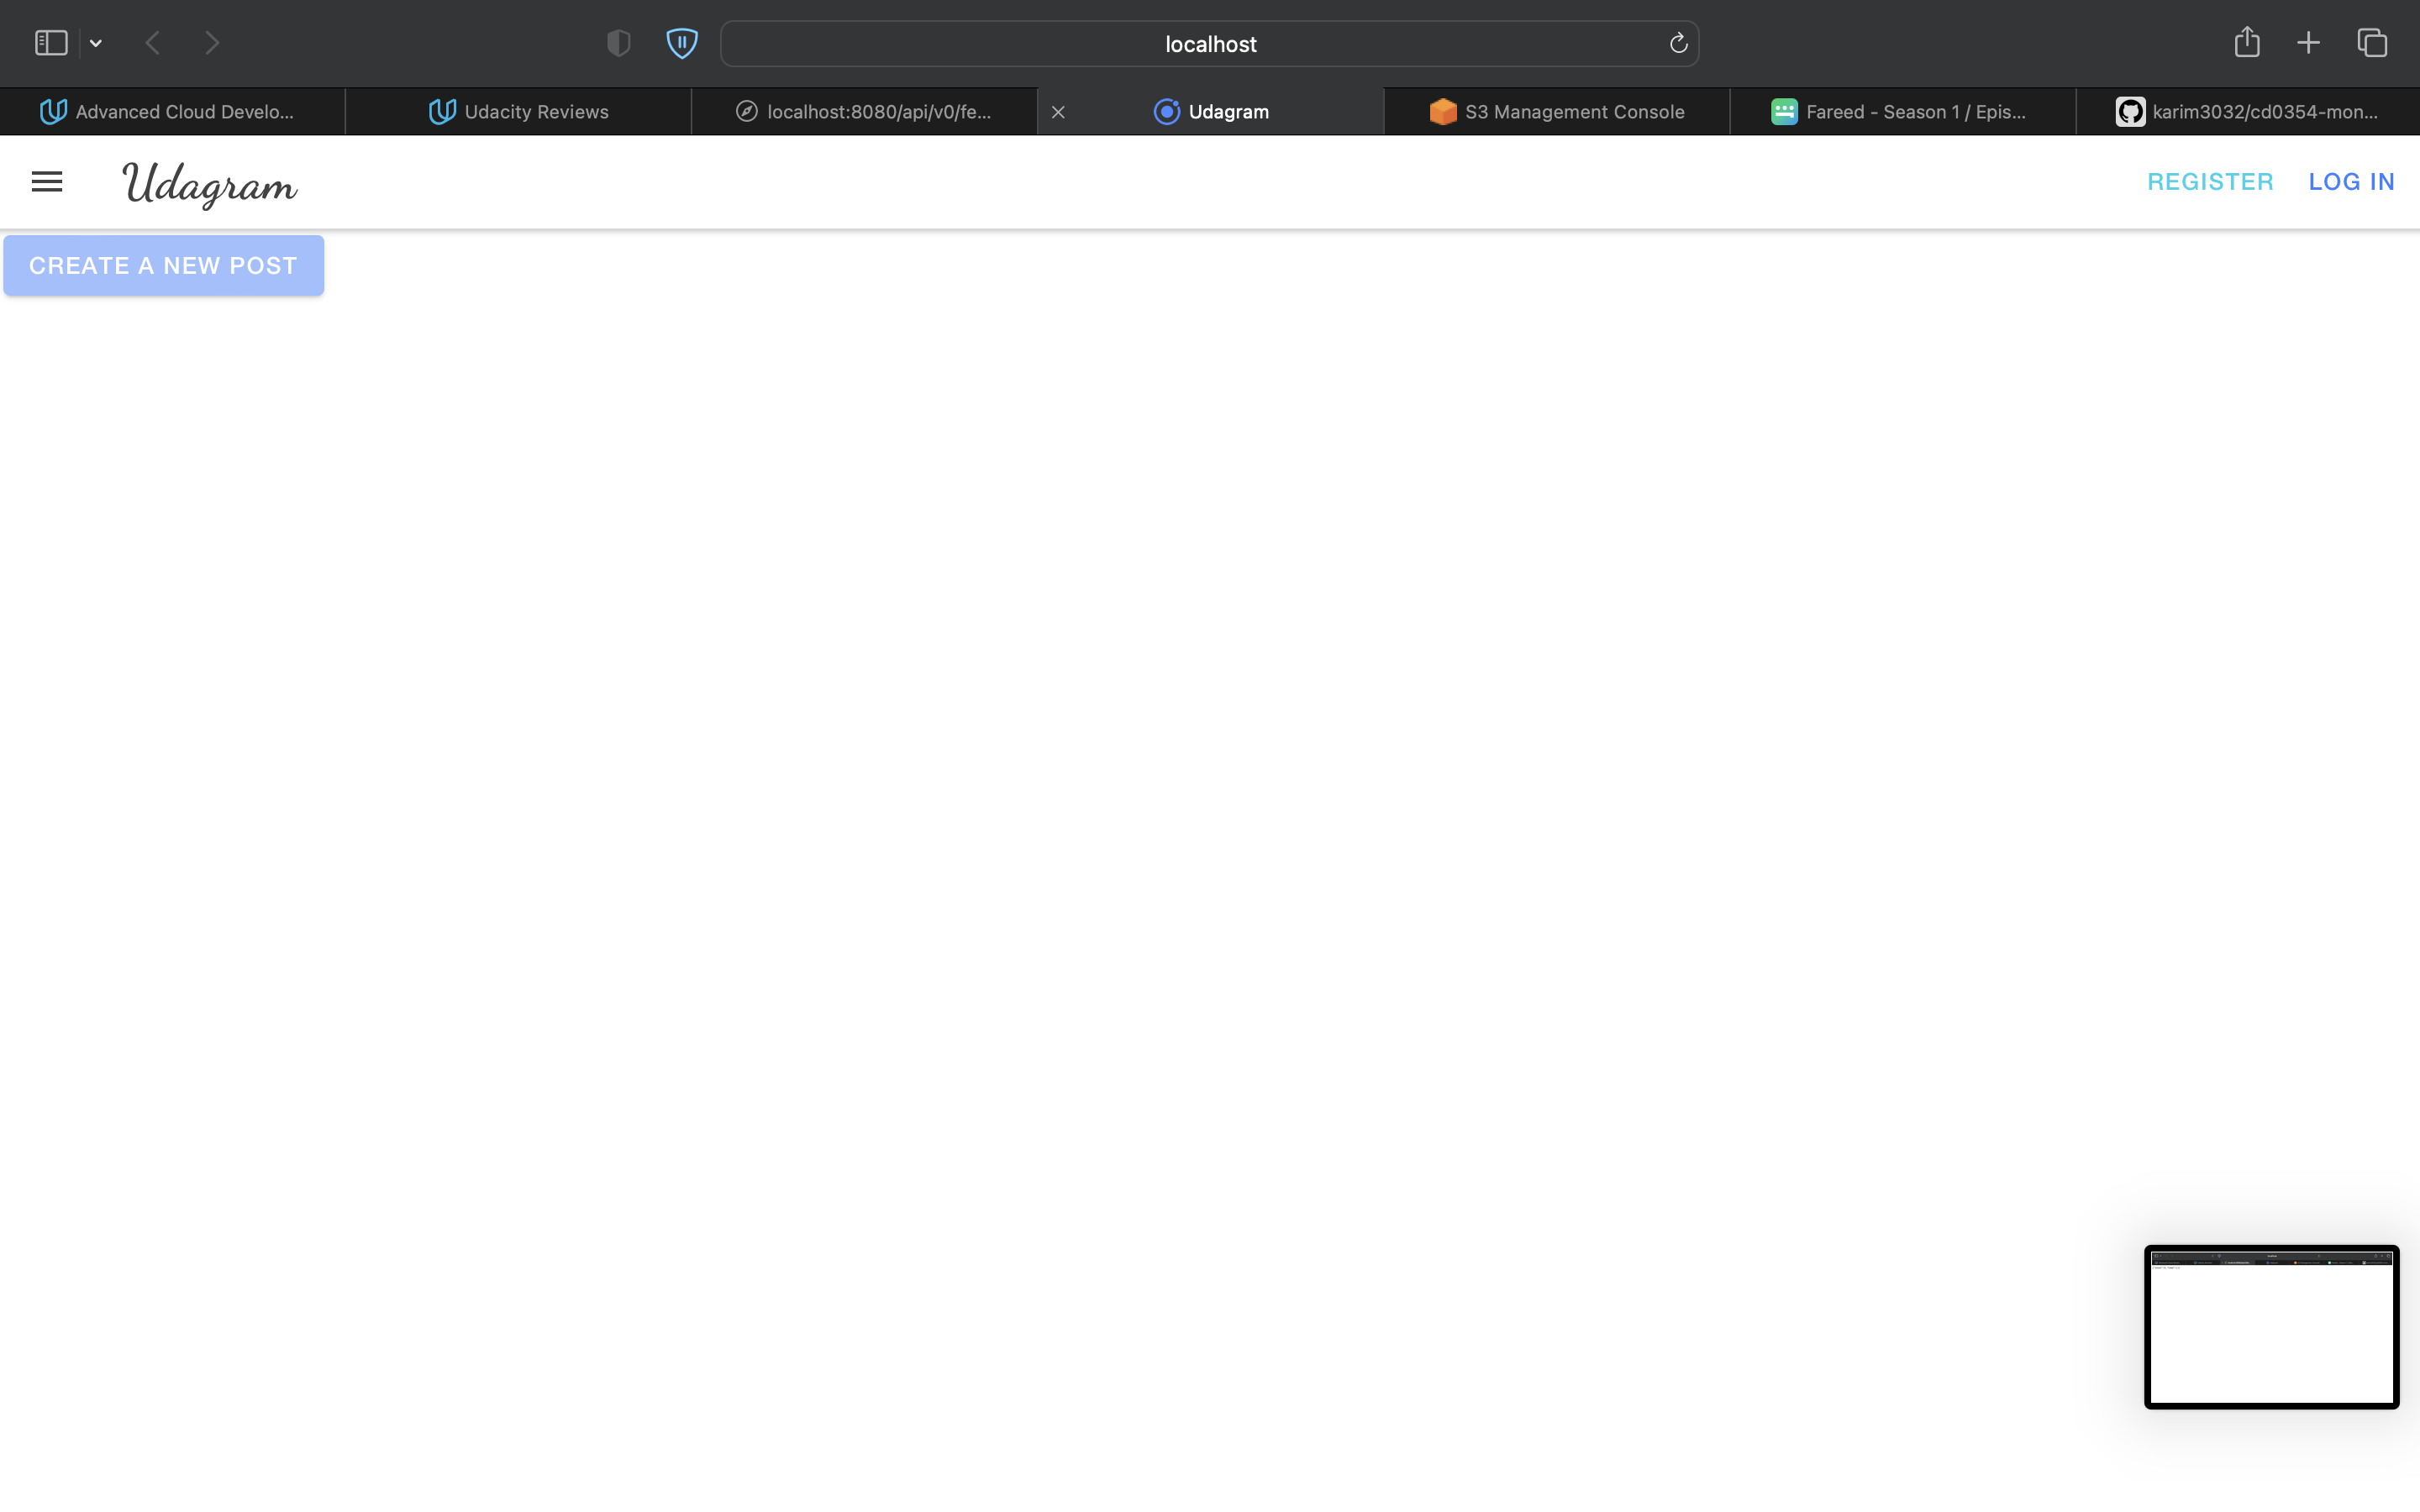 localhost
Advanced Cloud Develo...
Udacity Reviews
localhost:8080/api/v0/fe...
Udagram
S3 Management Console
Fareed - Season 1 / Epis...
karim3032/cd0354-mon...
Udagram
REGISTER
LOG IN
CREATE A NEW POST